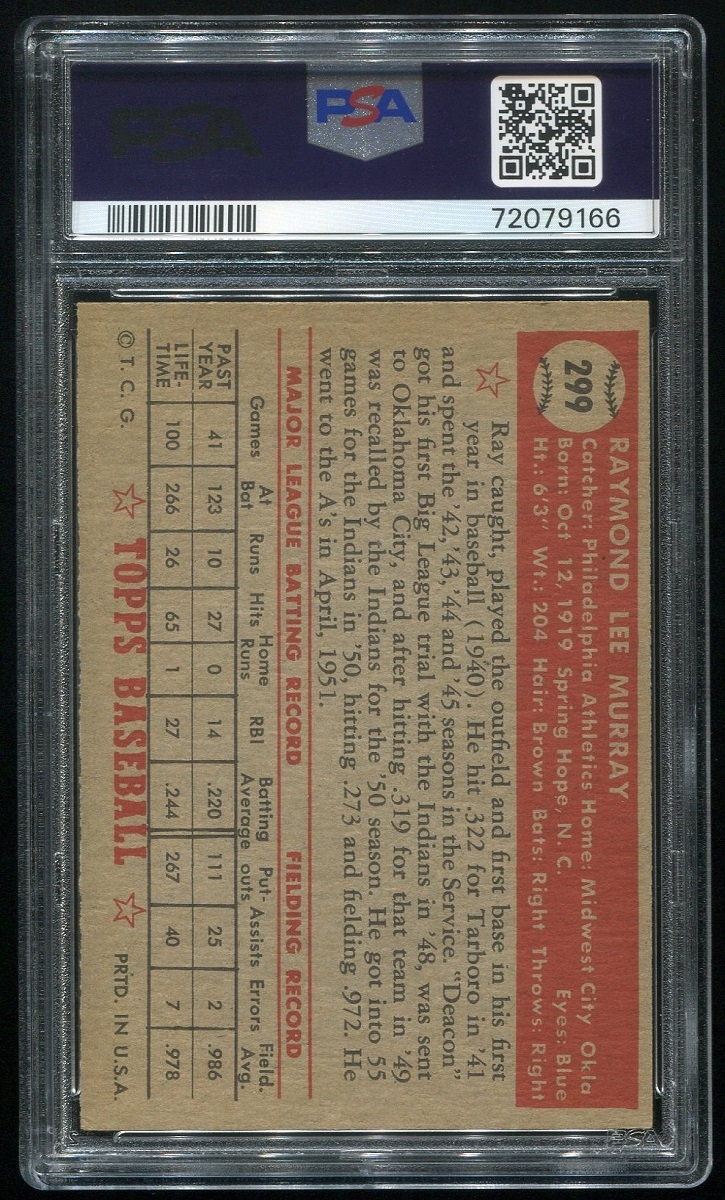 PSA
PSA
72079166
299
RAYMOND LEE MURRAY
Catcher: Philadelphia Athletics Home: Midwest City Okla
Born: Oct 12, 1919 Spring Hope, N. C. Eyes: Blue
Ht.: 6'3" Wt.: 204 Hair: Brown Bats: Right Throws: Right
Ray caught, played the outfield and first base in his first
year in baseball (1940). He hit .322 for Tarboro in '41
and spent the '42, '43, '44 and '45 seasons in the Service. "Deacon"
got his first Big League trial with the Indians in '48, was sent
to Oklahoma City, and after hitting .319 for that team in '49
was recalled by the Indians for the '50 season. He got into 55
games for the Indians in '50, hitting .273 and fielding .972. He
went to the A's in April, 1951.
MAJOR LEAGUE BATTING RECORD FIELDING RECORD
Games At Bat Runs Hits Home Runs RBI Batting Average Put-outs Assists Errors Field. Avg.
PAST YEAR 41 123 10 27 0 14 .220 111 25 2 .986
LIFE-TIME 100 266 26 65 1 27 .244 267 40 7 .978
© T. C. G. TOPPS BASEBALL PRTD. IN U.S.A.
PSA